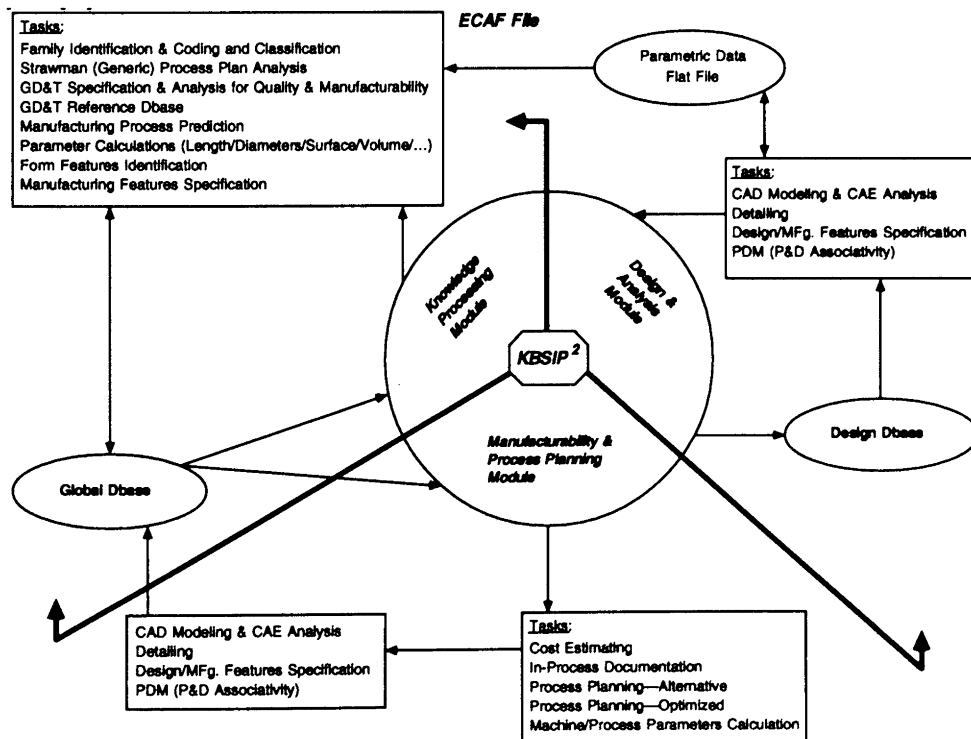 ECAF File
Tasks:
Family Identification & Coding and Classification
Strawman (Generic) Process Plan Analysis
GD&T Specification & Analysis for Quality & Manufacturability
GD&T Reference Dbase
Manufacturing Process Prediction
Parameter Calculations (Length/Diameters/Surface/Volume/...)
Form Features Identification
Manufacturing Features Specification
Parametric Data
Flat File
Tasks:
CAD Modeling & CAE Analysis
Detailing
Design/MFg. Features Specification
PDM (P&D Associativity)
Knowledge
Processing
Module
Design &
Analysis
Module
KBSIP 2
Manufacturability &
Process Planning
Module
Design Dbase
Global Dbase
CAD Modeling & CAE Analysis
Detailing
Design/MFg. Features Specification
PDM (P&D Associativity)
Tasks:
Cost Estimating
In-Process Documentation
Process Planning—Alternative
Process Planning—Optimized
Machine/Process Parameters Calculation